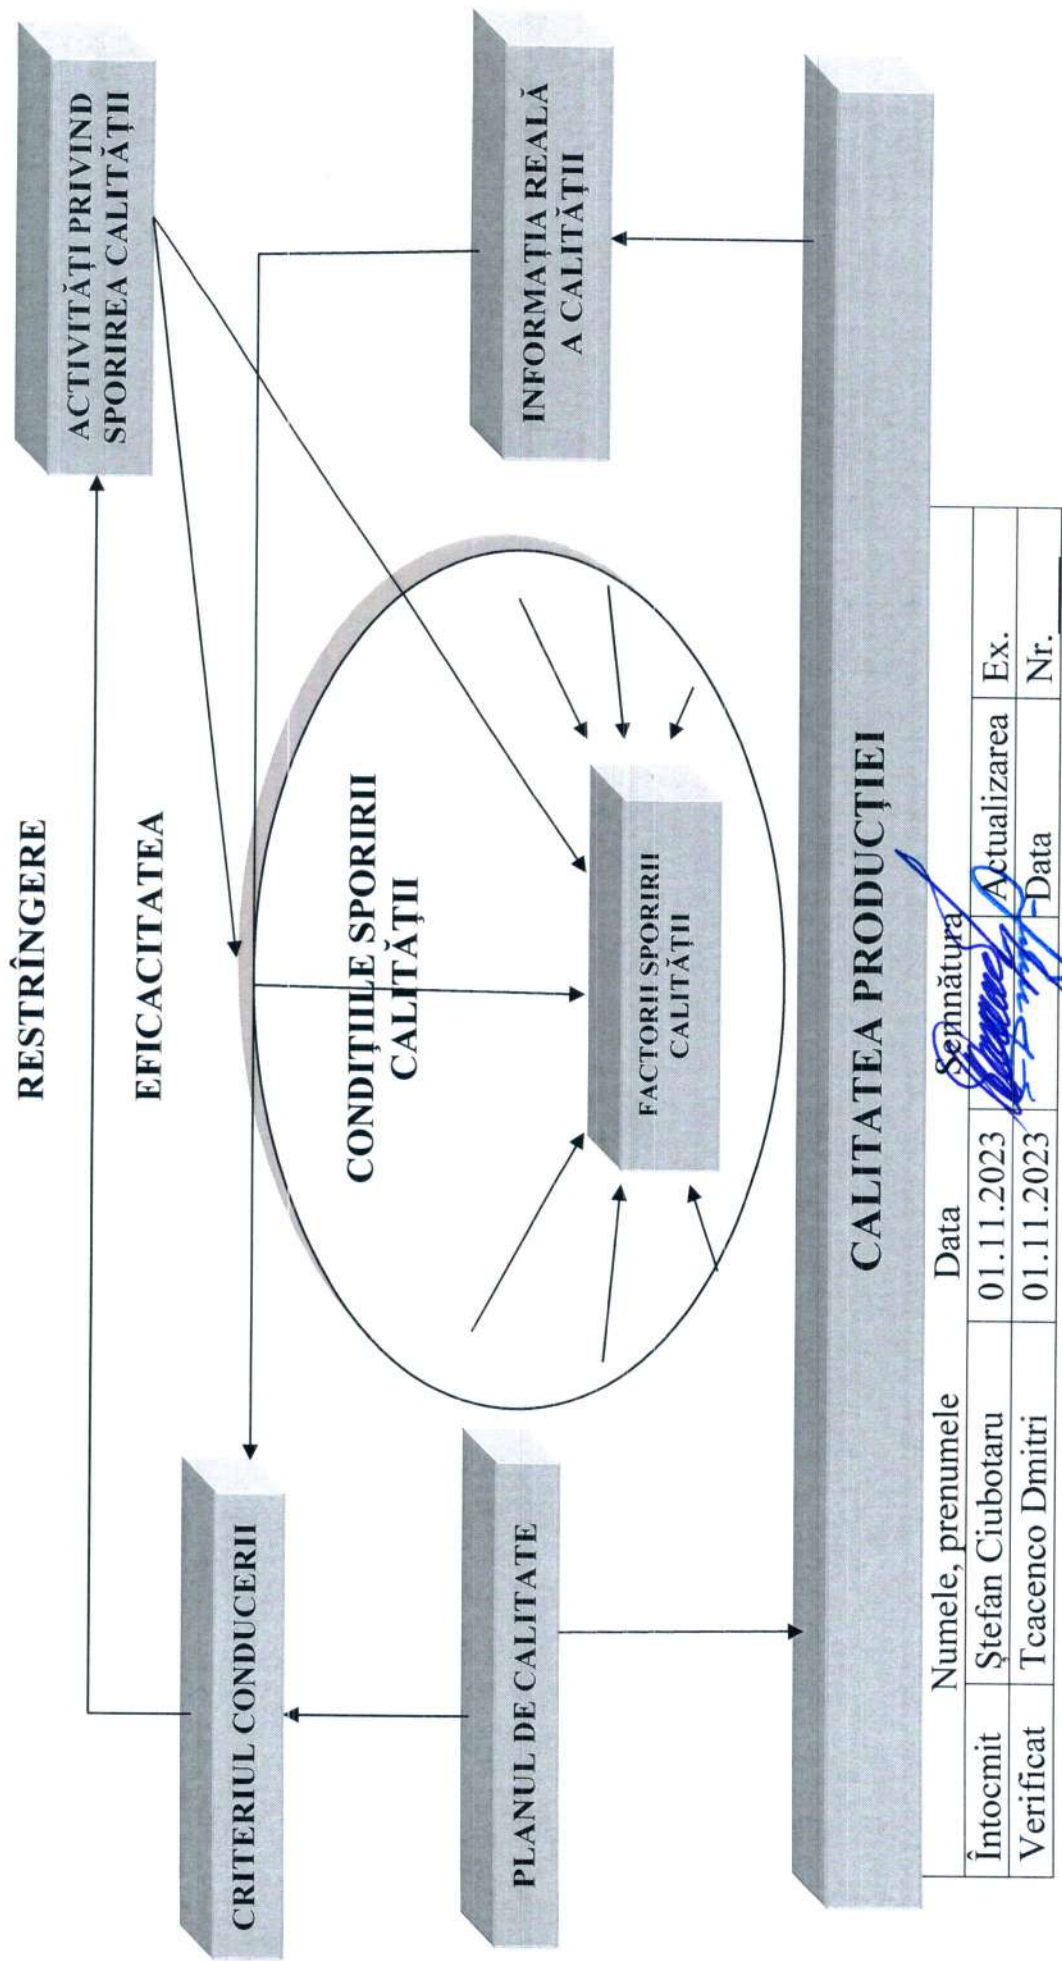 RESTRÎNGERE
EFICACITATEA
CRITERIUL CONDUCERII
ACTIVITĂȚI PRIVIND
SPORIREA CALITĂȚII
CONDIȚIILE SPORIRII
CALITĂȚII
PLANUL DE CALITATE
FACTORII SPORIRII
CALITĂȚII
INFORMAȚIA REALĂ
A CALITĂȚII
CALITATEA PRODUCȚIEI
Numele, prenumele Data Semnătura
Întocmit Ștefan Ciubotaru 01.11.2023 Actualizarea Ex.
Verificat Tcacenco Dmitri 01.11.2023 Data Nr.